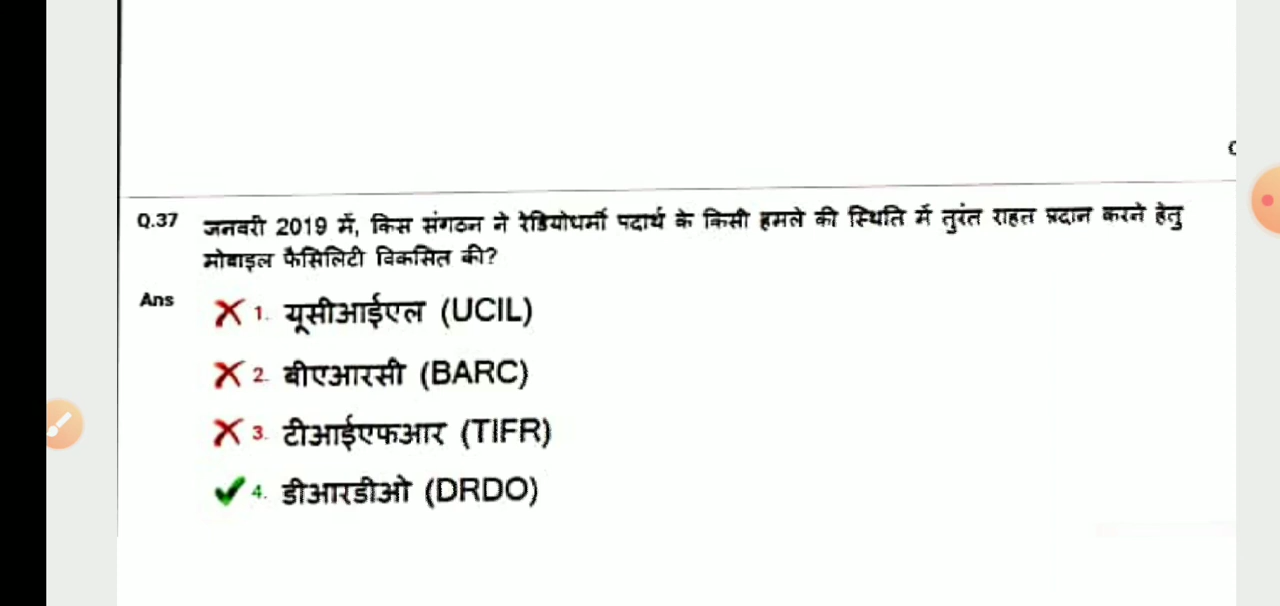 Q.37 जनवरी 2019 में, किस संगठन ने रेडियोधर्मी पदार्थ के किसी हमले की स्थिति में तुरंत राहत प्रदान करने हेतु
मोबाइल फैसिलिटी विकसित की?
Ans 1. यूसीआईएल (UCIL)
2. बीएआरसी (BARC)
3. टीआईएफआर (TIFR)
4. डीआरडीओ (DRDO)